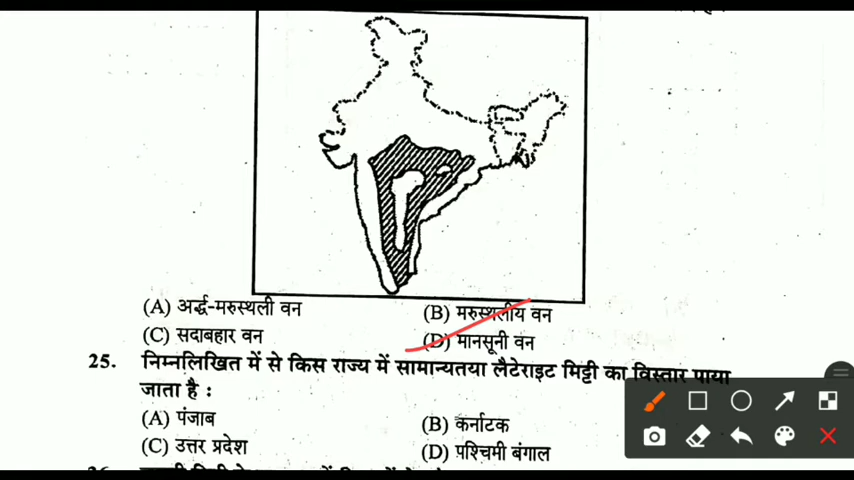 (A) अर्द्ध-मरुस्थली वन (B) मरुस्थलीय वन
(C) सदाबहार वन (D) मानसूनी वन
25. निम्नलिखित में से किस राज्य में सामान्यतया लैटेराइट मिट्टी का विस्तार पाया
जाता है :
(A) पंजाब (B) कर्नाटक
(C) उत्तर प्रदेश (D) पश्चिमी बंगाल